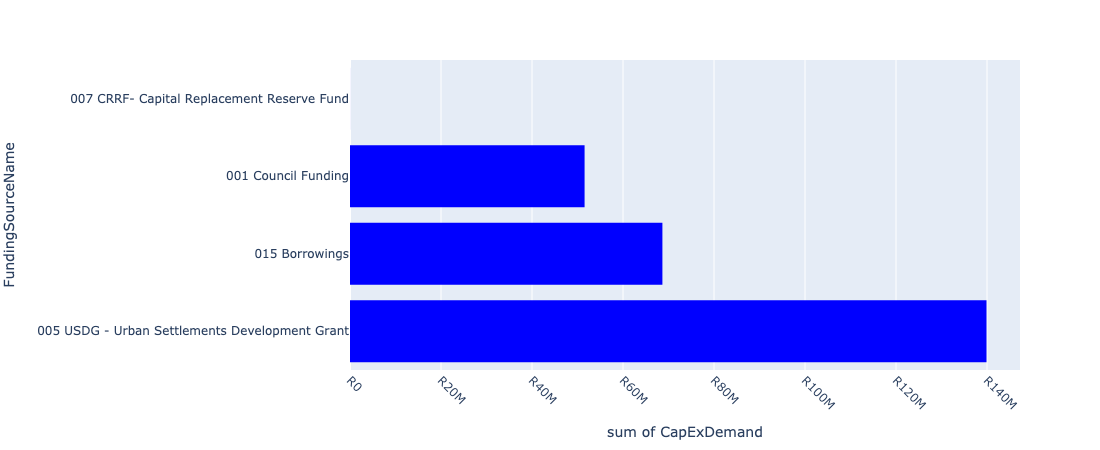 FundingSourceName
007 CRRF- Capital Replacement Reserve Fund
001 Council Funding
015 Borrowings
005 USDG - Urban Settlements Development Grant
R0
R20M
R40M
R60M
R80M
R100M
R120M
R140M
sum of CapExDemand